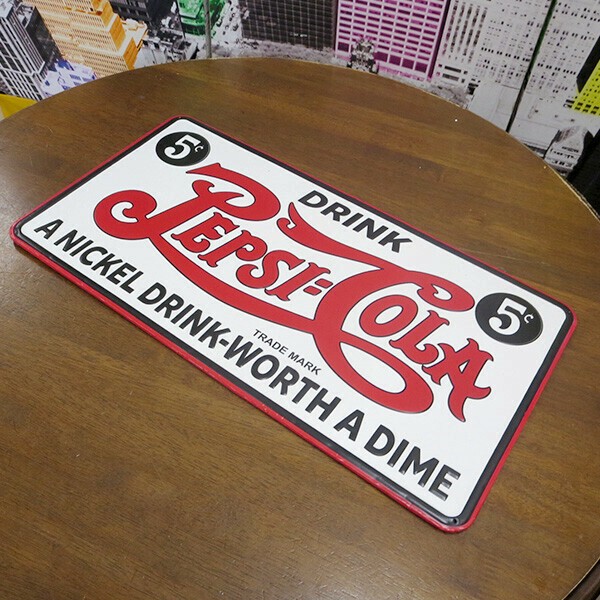 5¢
DRINK
PEPSI=COLA
5¢
TRADE MARK
A NICKEL DRINK-WORTH A DIME